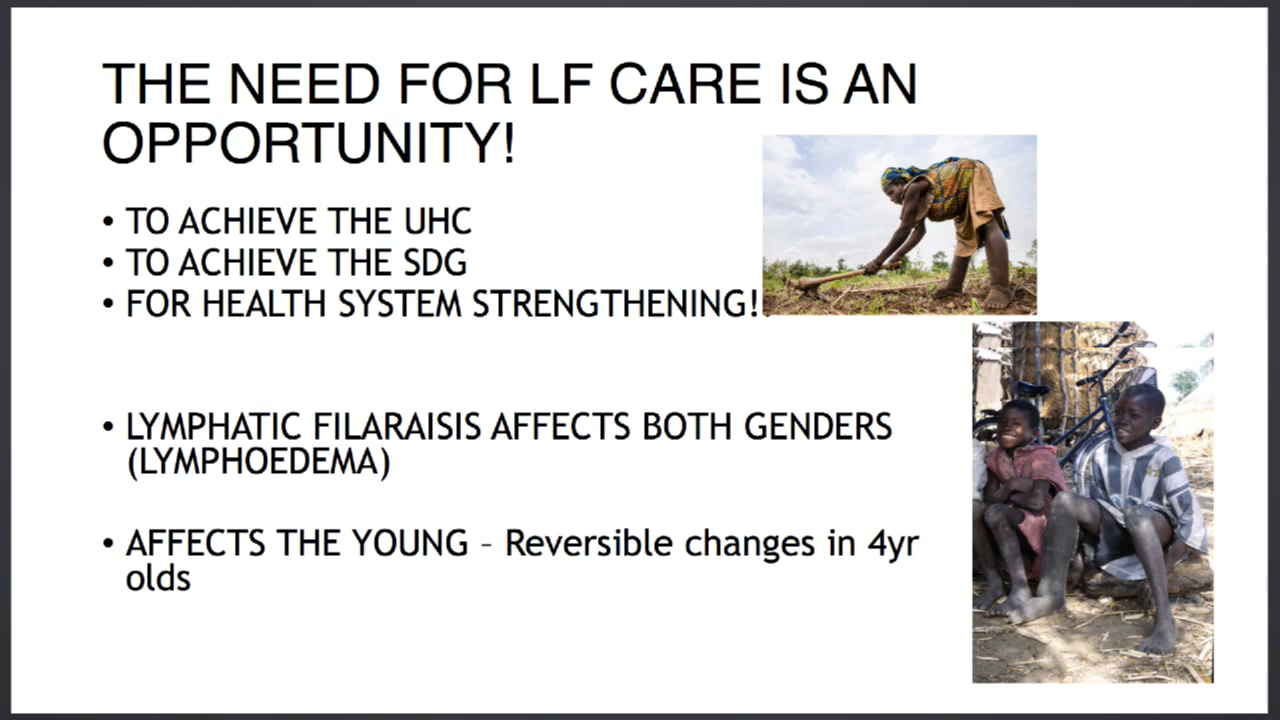 THE NEED FOR LF CARE IS AN
OPPORTUNITY!
• TO ACHIEVE THE UHC
• TO ACHIEVE THE SDG
• FOR HEALTH SYSTEM STRENGTHENING!
• LYMPHATIC FILARAISIS AFFECTS BOTH GENDERS
(LYMPHOEDEMA)
• AFFECTS THE YOUNG – Reversible changes in 4yr
olds